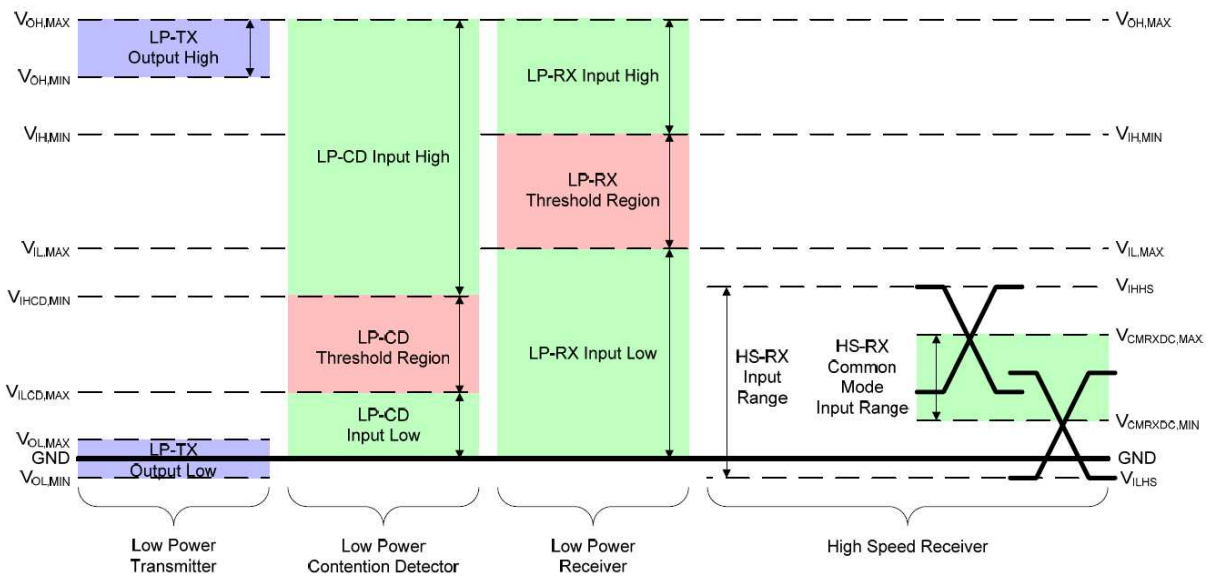 VOH,MAX
LP-TX
Output High
VOH,MIN
VIH,MIN
VIL,MAX
VIHCD,MIN
VILCD,MAX
VOL,MAX
GND
VOL,MIN
LP-TX
Output Low
LP-CD Input High
LP-CD
Threshold Region
LP-CD
Input Low
LP-RX Input High
LP-RX
Threshold Region
LP-RX Input Low
HS-RX
Input
Range
HS-RX
Common
Mode
Input Range
VOH,MAX
VIH,MIN
VIL,MAX
VIHHS
VCMRXDC,MAX
VCMRXDC,MIN
GND
VILHS
Low Power
Transmitter
Low Power
Contention Detector
Low Power
Receiver
High Speed Receiver